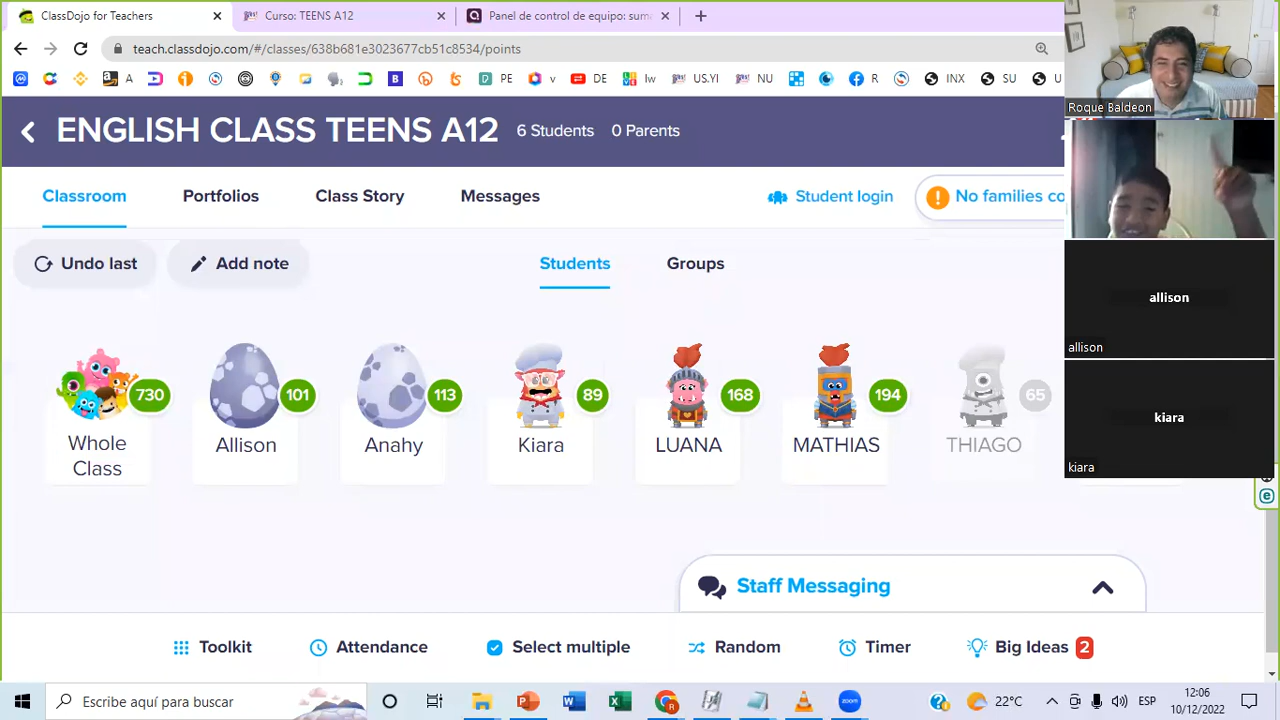 ClassDojo for Teachers
Curso: TEENS A12
Panel de control de equipo: suma
teach.classdojo.com/#/classes/638b681e3023677cb51c8534/points
A
PE
v
DE
Iw
US.YI
NU
R
INX
SU
U
ENGLISH CLASS TEENS A12
6 Students
0 Parents
Classroom
Portfolios
Class Story
Messages
Student login
No families co
Undo last
Add note
Students
Groups
730
101
113
89
168
194
65
Whole
Class
Allison
Anahy
Kiara
LUANA
MATHIAS
THIAGO
Staff Messaging
Toolkit
Attendance
Select multiple
Random
Timer
Big Ideas
2
Roque Baldeon
allison
allison
kiara
kiara
Escribe aquí para buscar
zoom
22°C
ESP
12:06
10/12/2022